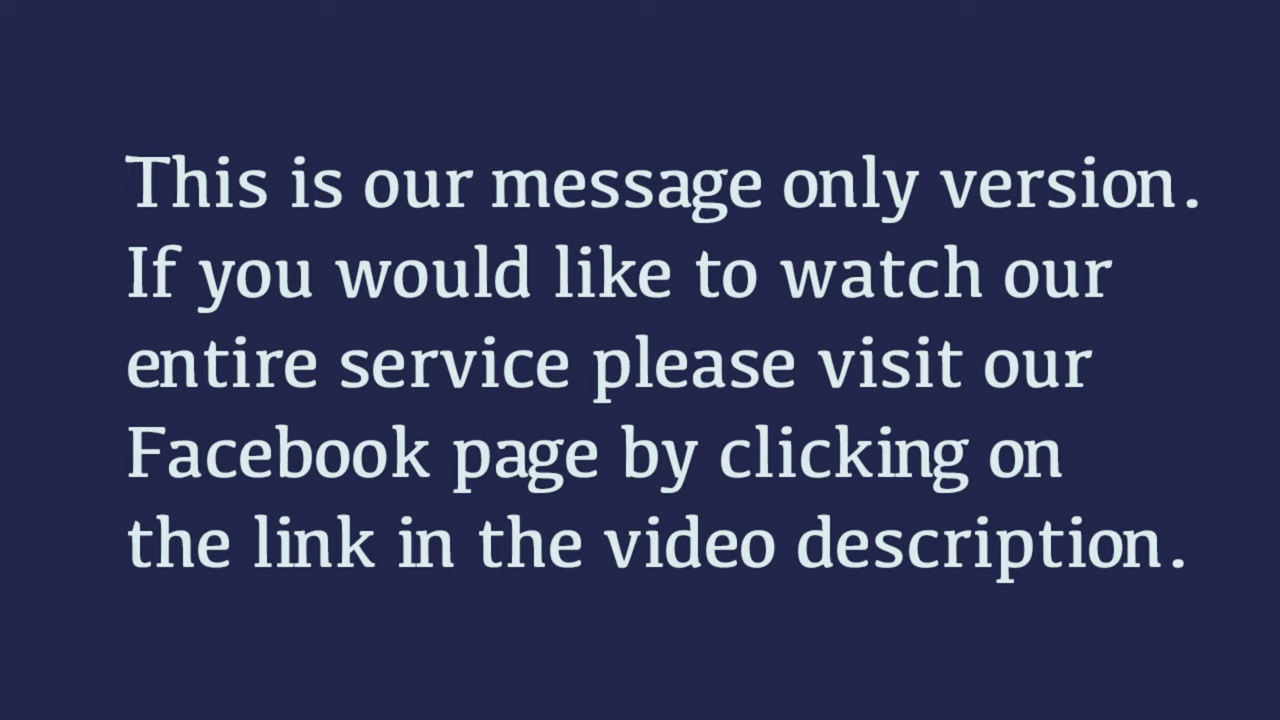 This is our message only version.
If you would like to watch our
entire service please visit our
Facebook page by clicking on
the link in the video description.